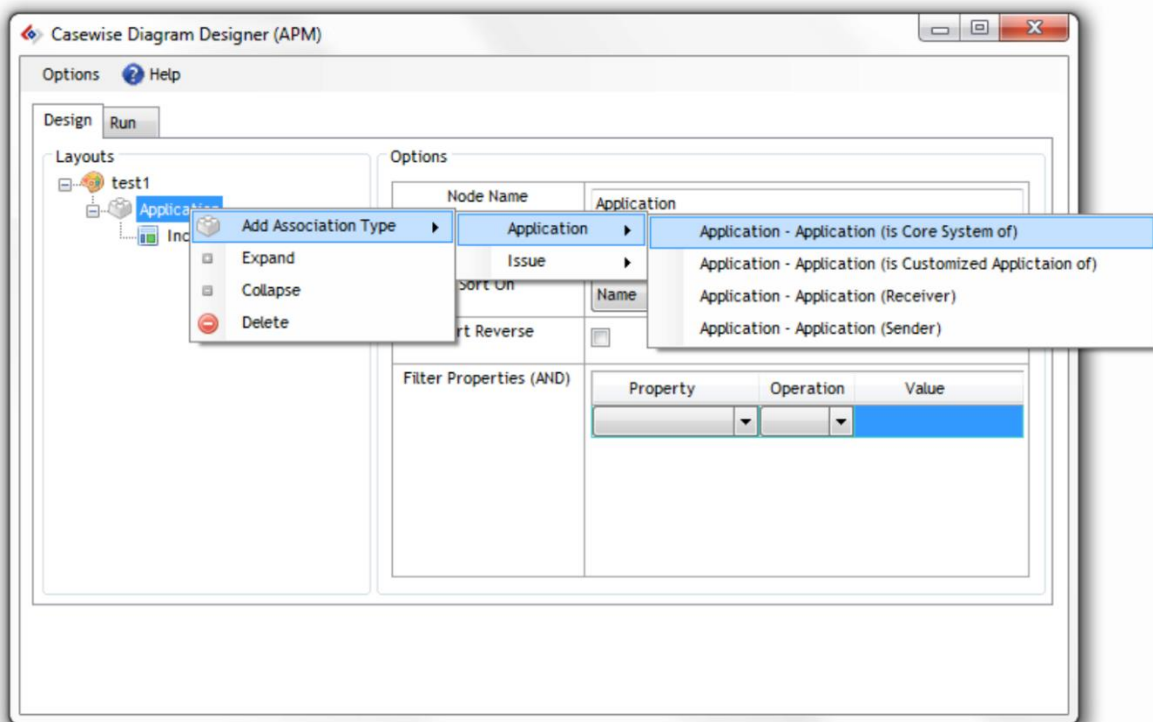 Casewise Diagram Designer (APM)
Options Help
Design Run
Layouts
test1
Application
Inc
Options
Node Name Application
Sort On Name
rt Reverse
Filter Properties (AND)
Property Operation Value
Add Association Type
Expand
Collapse
Delete
Application
Issue
Application - Application (is Core System of)
Application - Application (is Customized Applictaion of)
Application - Application (Receiver)
Application - Application (Sender)